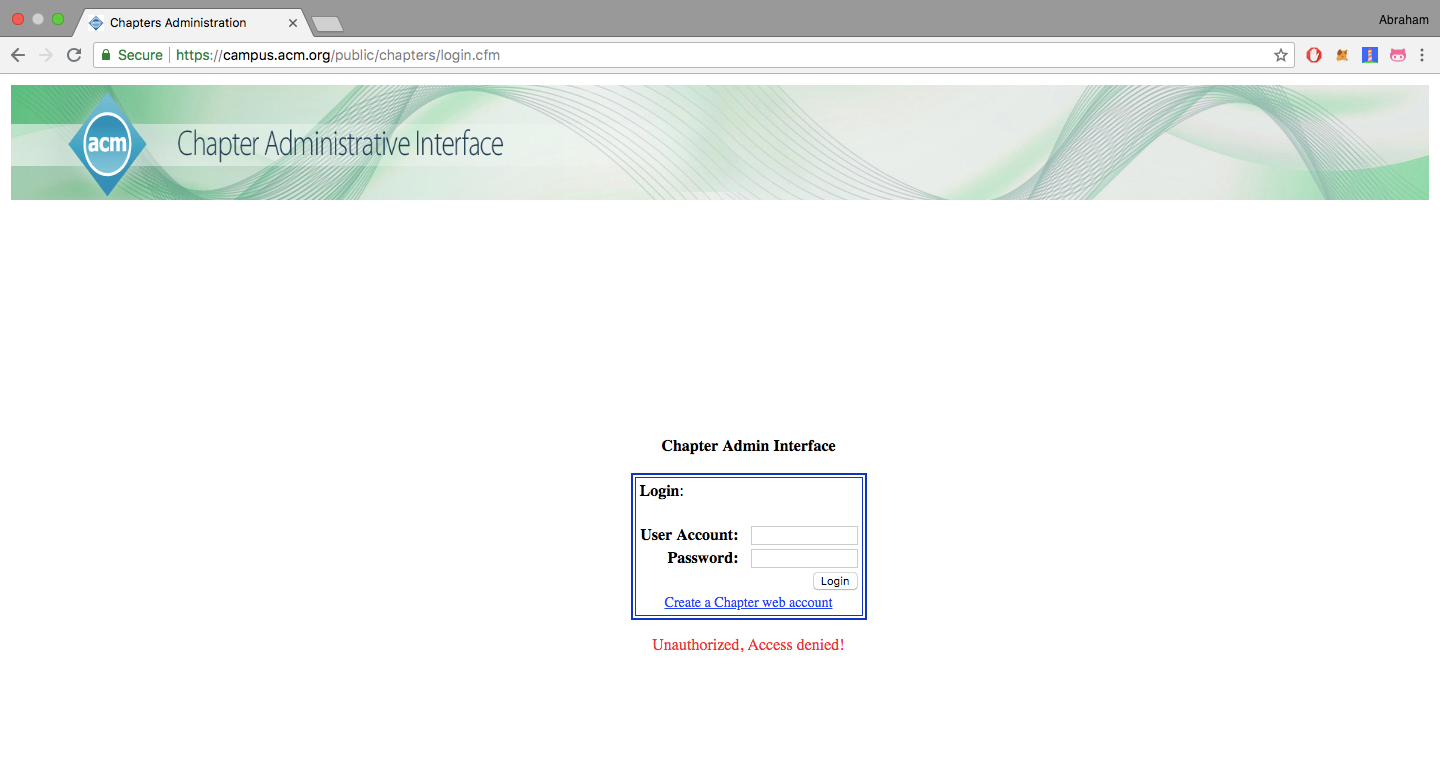 Chapters Administration
Abraham
Secure https://campus.acm.org/public/chapters/login.cfm
acm Chapter Administrative Interface
Chapter Admin Interface
Login:
User Account:
Password:
Login
Create a Chapter web account
Unauthorized, Access denied!